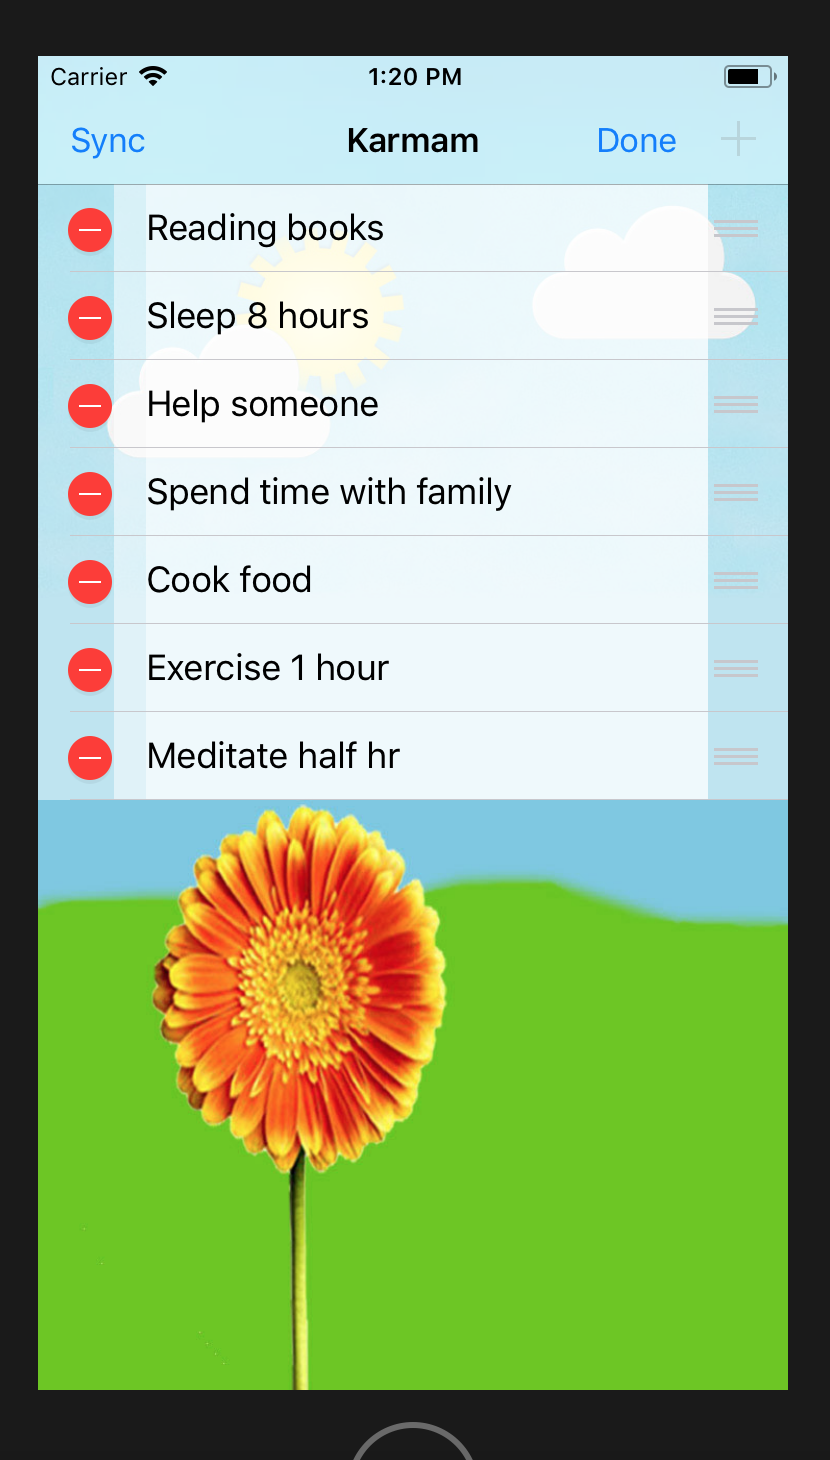 Carrier 1:20 PM
Sync Karmam Done
Reading books
Sleep 8 hours
Help someone
Spend time with family
Cook food
Exercise 1 hour
Meditate half hr